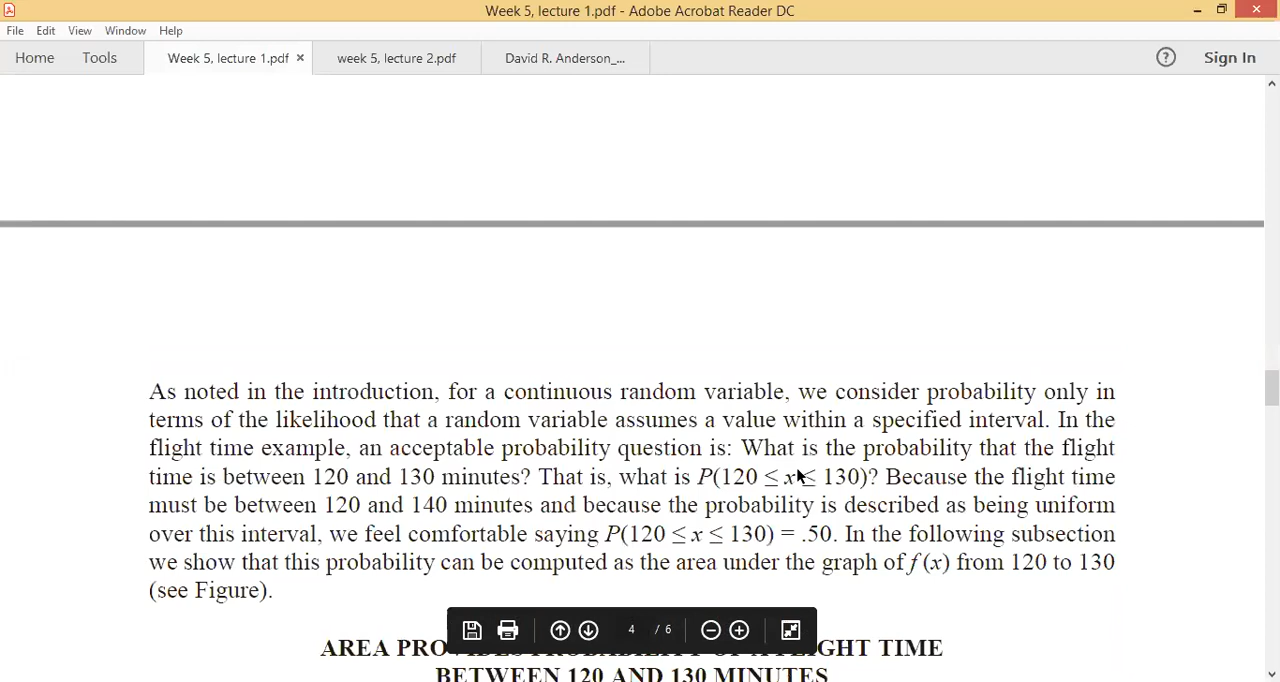 Week 5, lecture 1.pdf - Adobe Acrobat Reader DC
File Edit View Window Help
Home Tools Week 5, lecture 1.pdf × week 5, lecture 2.pdf David R. Anderson_... ? Sign In
As noted in the introduction, for a continuous random variable, we consider probability only in
terms of the likelihood that a random variable assumes a value within a specified interval. In the
flight time example, an acceptable probability question is: What is the probability that the flight
time is between 120 and 130 minutes? That is, what is P(120 ≤ x ≤ 130)? Because the flight time
must be between 120 and 140 minutes and because the probability is described as being uniform
over this interval, we feel comfortable saying P(120 ≤ x ≤ 130) = .50. In the following subsection
we show that this probability can be computed as the area under the graph of f (x) from 120 to 130
(see Figure).
4 / 6
AREA OF A FLIGHT TIME
BETWEEN 120 AND 130 MINUTES